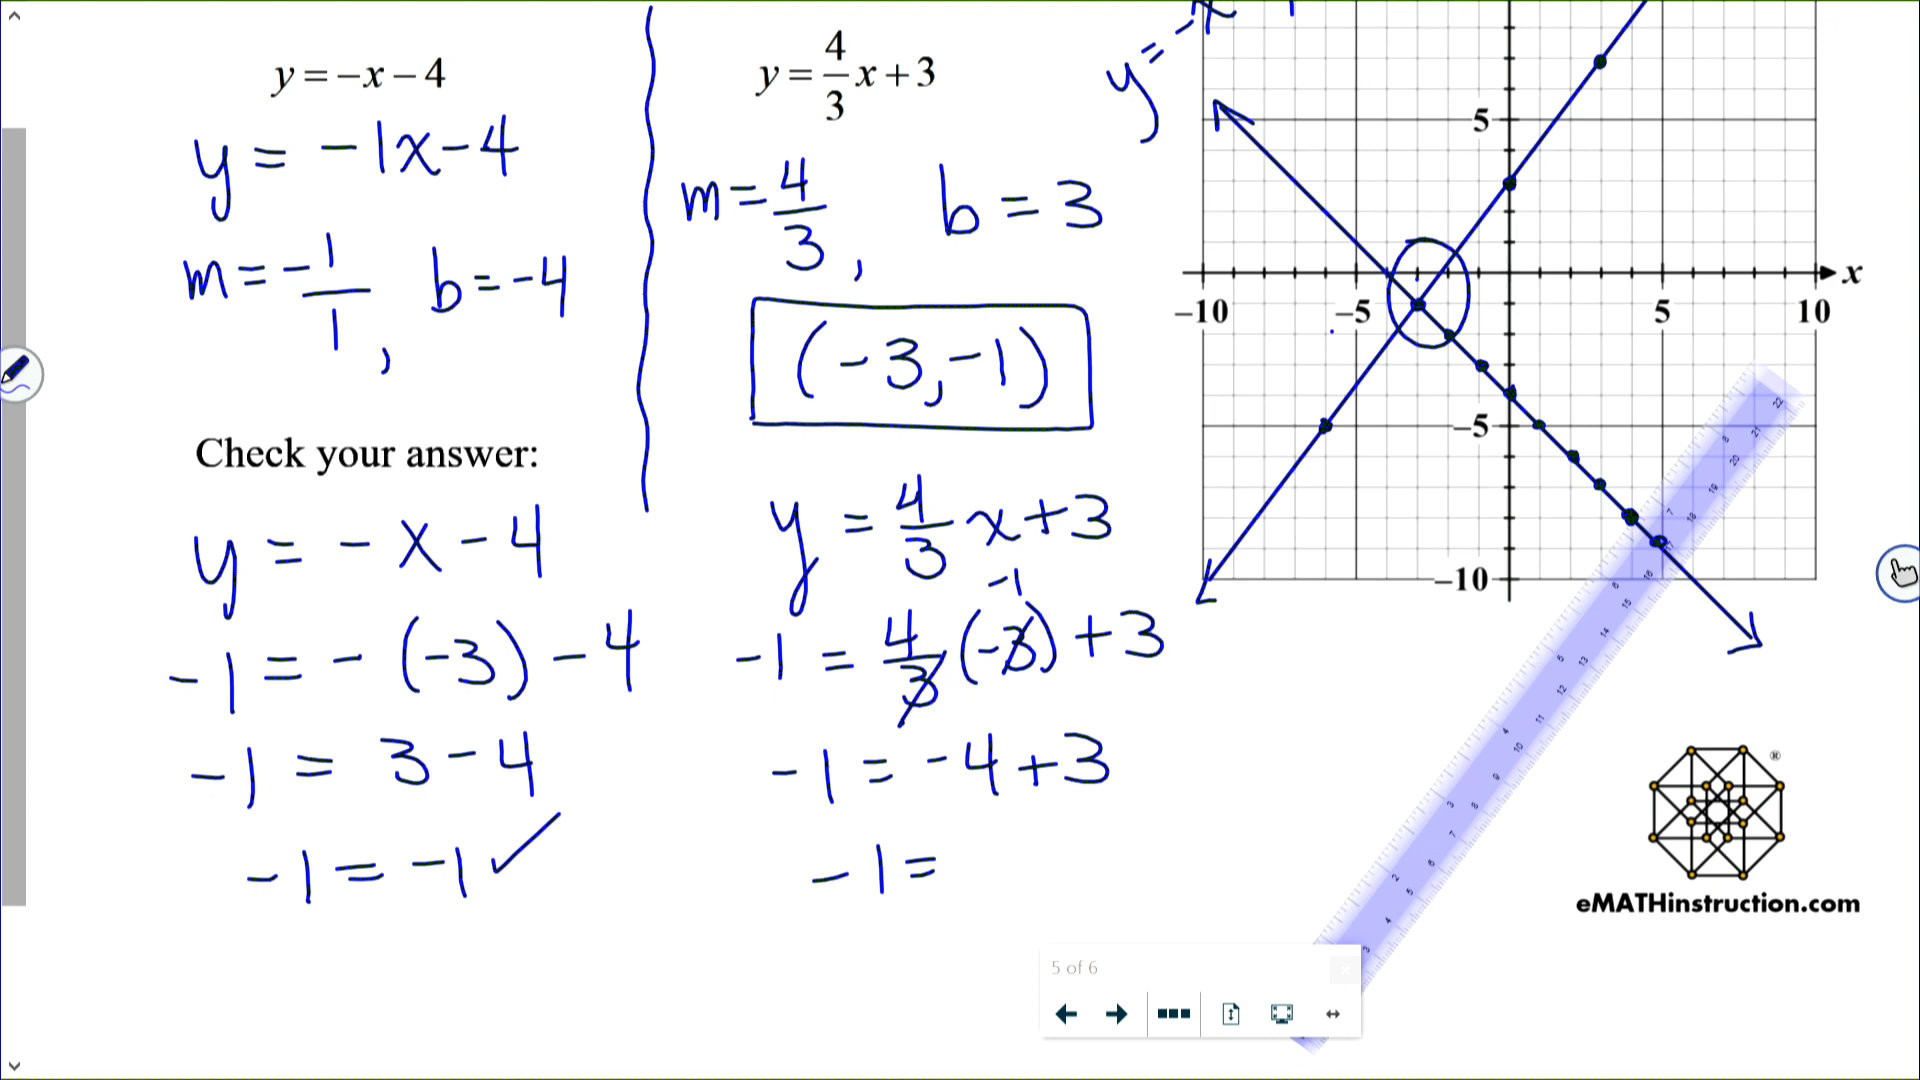 y = −x − 4
y = −1x − 4
m = −1/1, b = −4
Check your answer:
y = −x − 4
−1 = −(−3) − 4
−1 = 3 − 4
−1 = −1 ✓
y = 4/3 x + 3
m = 4/3, b = 3
(−3, −1)
y = 4/3 x + 3
−1
−1 = 4/3 (−3) + 3
−1 = −4 + 3
−1 =
y = −x
5
x
−10 −5 5 10
−5
−10
®
eMATHinstruction.com
5 of 6